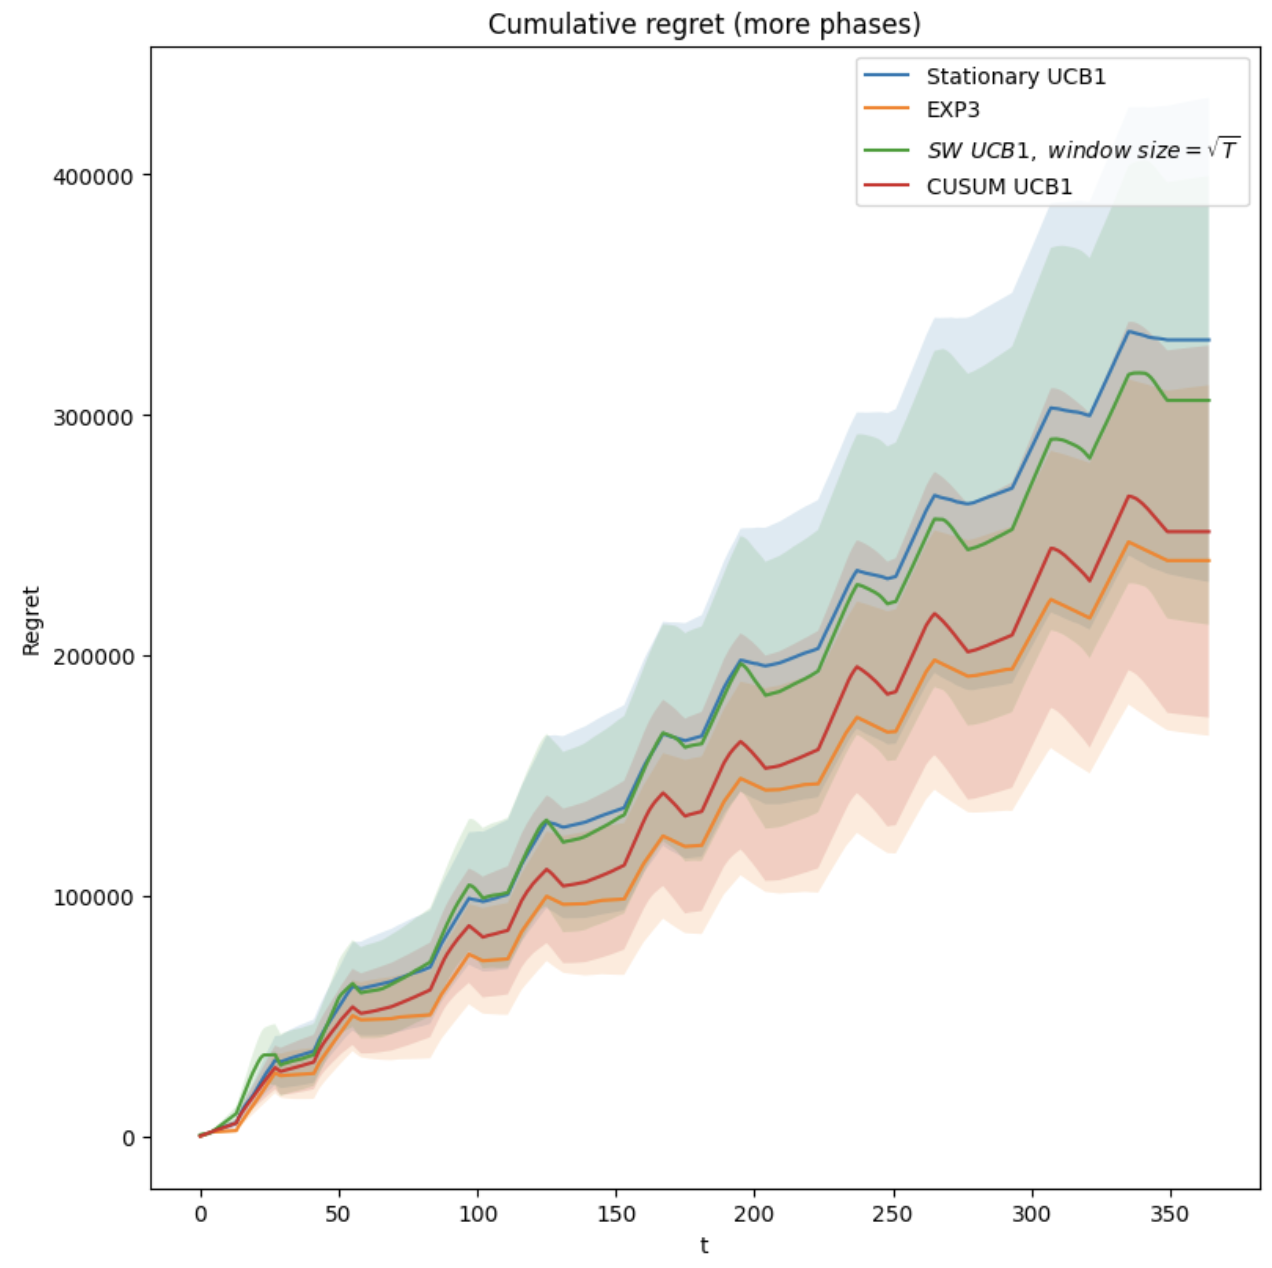 Cumulative regret (more phases)
Stationary UCB1
EXP3
SW UCB1, window size = √T
CUSUM UCB1
400000
300000
200000
100000
0
Regret
0 50 100 150 200 250 300 350
t